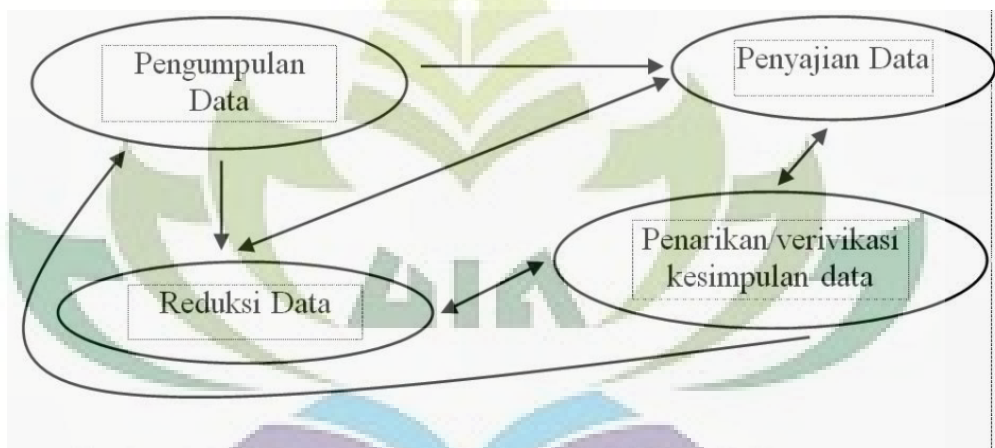 Pengumpulan
Data
Penyajian Data
Penarikan/verivikasi
kesimpulan data
Reduksi Data